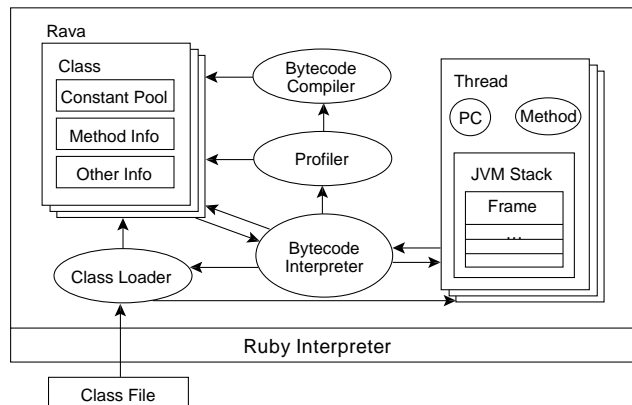 Rava
Class
Constant Pool
Method Info
Other Info
Bytecode
Compiler
Profiler
Bytecode
Interpreter
Class Loader
Thread
PC
Method
JVM Stack
Frame
...
Ruby Interpreter
Class File